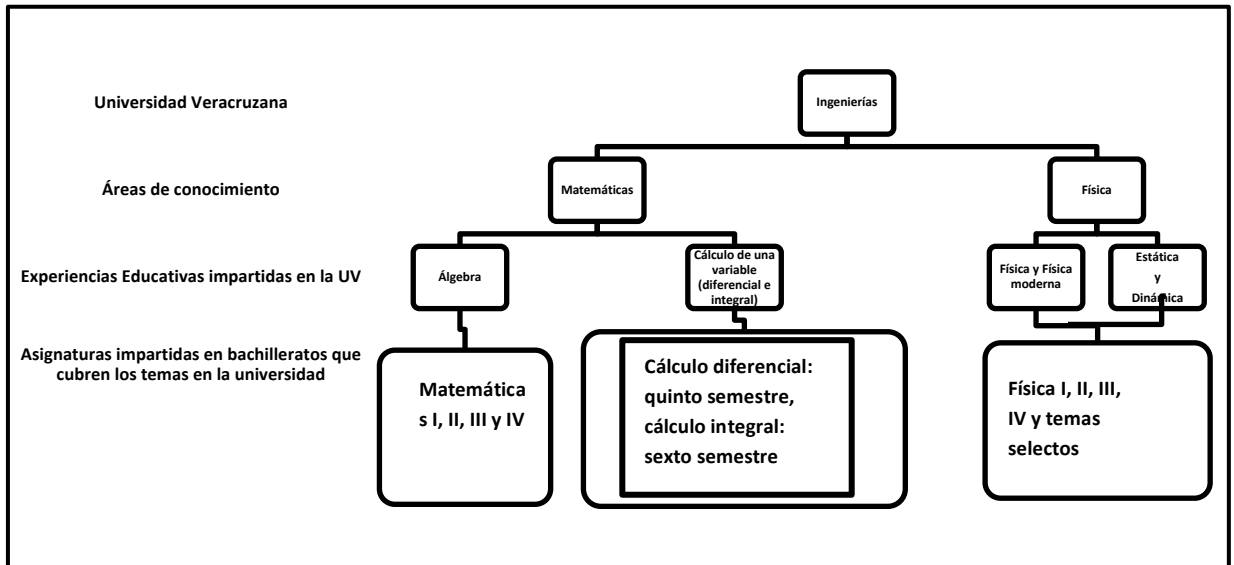 Universidad Veracruzana
Ingenierías
Áreas de conocimiento
Matemáticas
Física
Experiencias Educativas impartidas en la UV
Álgebra
Cálculo de una
variable
(diferencial e
integral)
Física y Física
moderna
Estática
y
Dinámica
Asignaturas impartidas en bachilleratos que
cubren los temas en la universidad
Matemática
s I, II, III y IV
Cálculo diferencial:
quinto semestre,
cálculo integral:
sexto semestre
Física I, II, III,
IV y temas
selectos